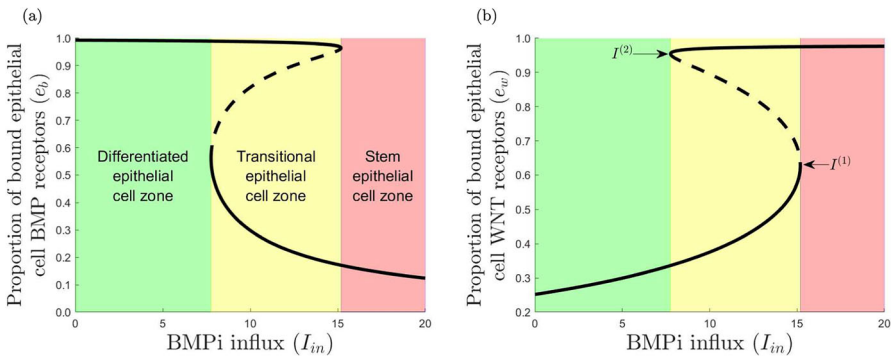 (a)
Proportion of bound epithelial
cell BMP receptors (e_b)
1.0
0.9
0.8
0.7
0.6
0.5
0.4
0.3
0.2
0.1
0.0
Differentiated
epithelial
cell zone
Transitional
epithelial
cell zone
Stem
epithelial
cell zone
0
5
10
15
20
BMPi influx (I_in)
(b)
Proportion of bound epithelial
cell WNT receptors (e_w)
1.0
0.9
0.8
0.7
0.6
0.5
0.4
0.3
0.2
I^(2)
I^(1)
0
5
10
15
20
BMPi influx (I_in)